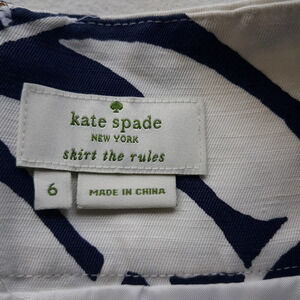 kate spade
NEW YORK
skirt the rules
6
MADE IN CHINA